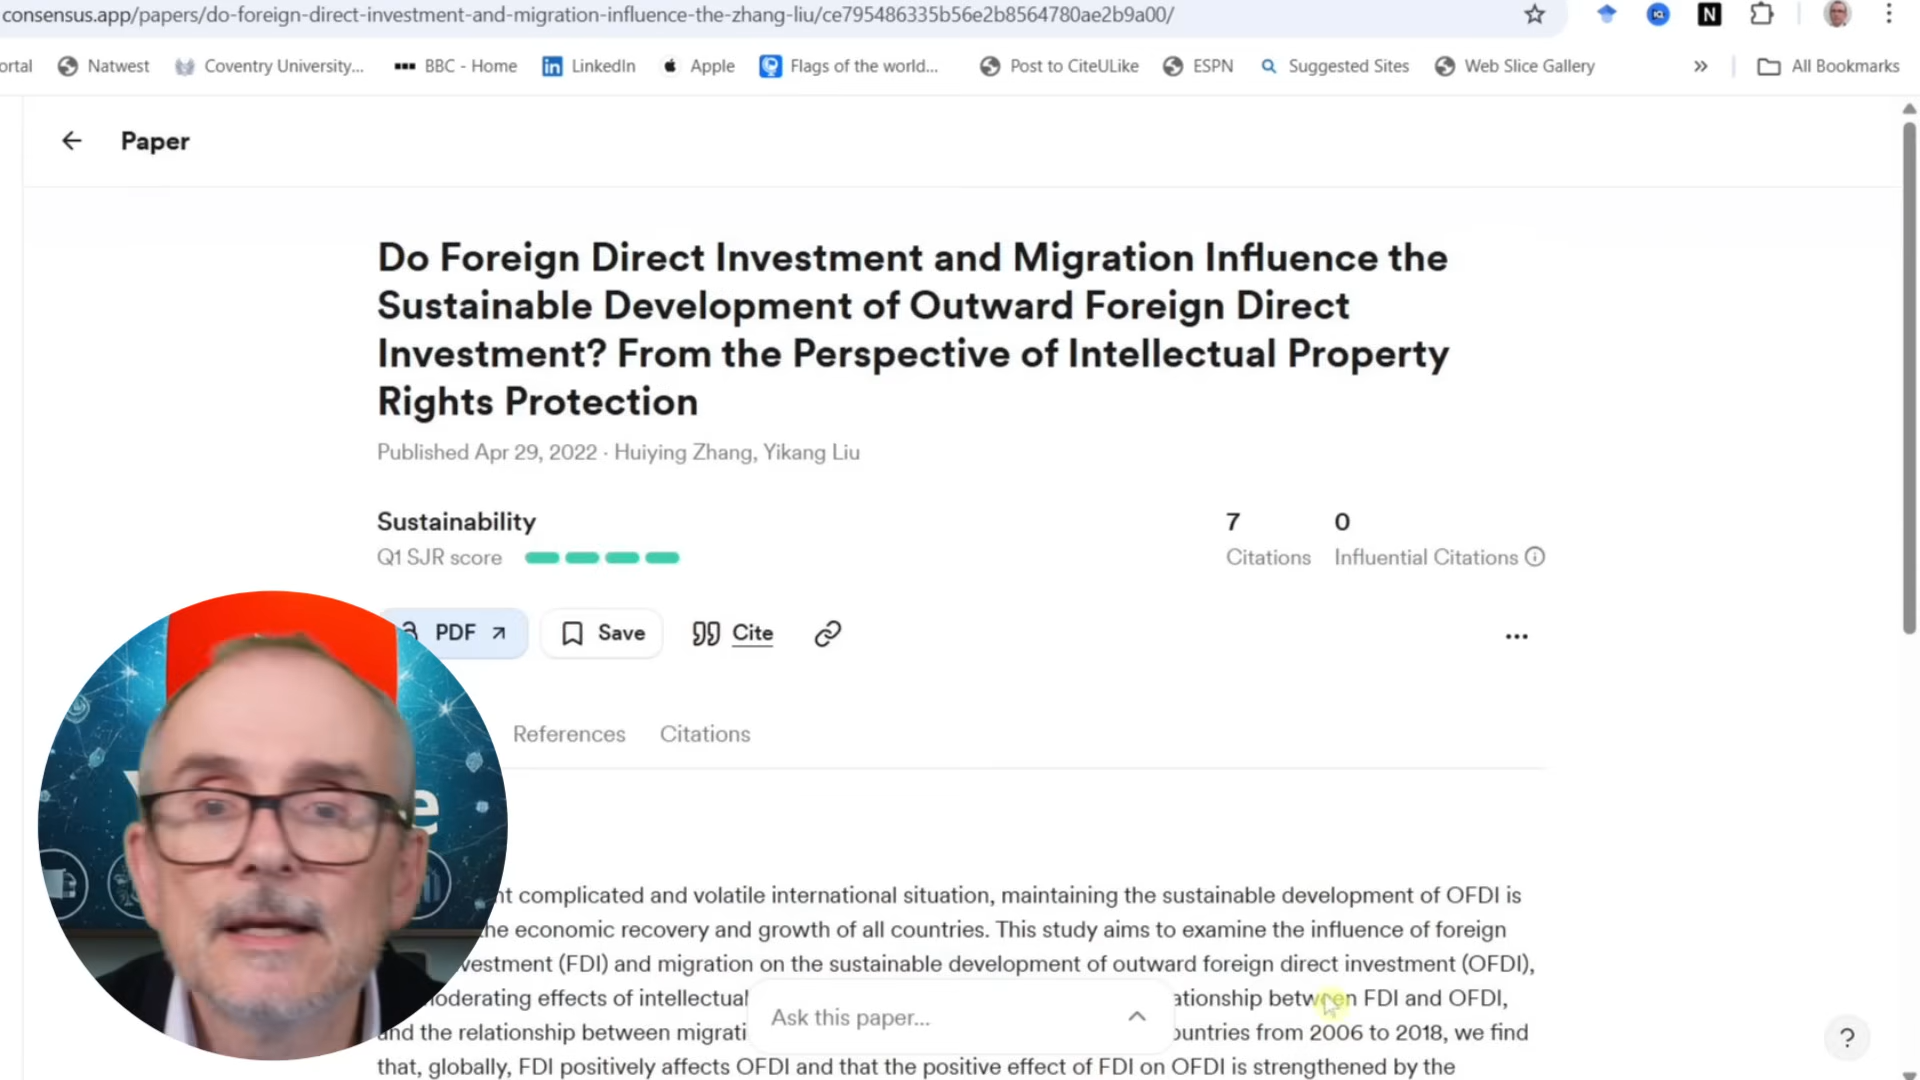 consensus.app/papers/do-foreign-direct-investment-and-migration-influence-the-zhang-liu/ce795486335b56e2b8564780ae2b9a00/
ortal Natwest Coventry University... BBC - Home LinkedIn Apple Flags of the world... Post to CiteULike ESPN Suggested Sites Web Slice Gallery » All Bookmarks
Paper
Do Foreign Direct Investment and Migration Influence the
Sustainable Development of Outward Foreign Direct
Investment? From the Perspective of Intellectual Property
Rights Protection
Published Apr 29, 2022 · Huiying Zhang, Yikang Liu
Sustainability
Q1 SJR score
7
Citations
0
Influential Citations
PDF Save Cite
References Citations
nt complicated and volatile international situation, maintaining the sustainable development of OFDI is
he economic recovery and growth of all countries. This study aims to examine the influence of foreign
vestment (FDI) and migration on the sustainable development of outward foreign direct investment (OFDI),
oderating effects of intellectual ationship between FDI and OFDI,
Ask this paper...
and the relationship between migrati ountries from 2006 to 2018, we find
that, globally, FDI positively affects OFDI and that the positive effect of FDI on OFDI is strengthened by the
?